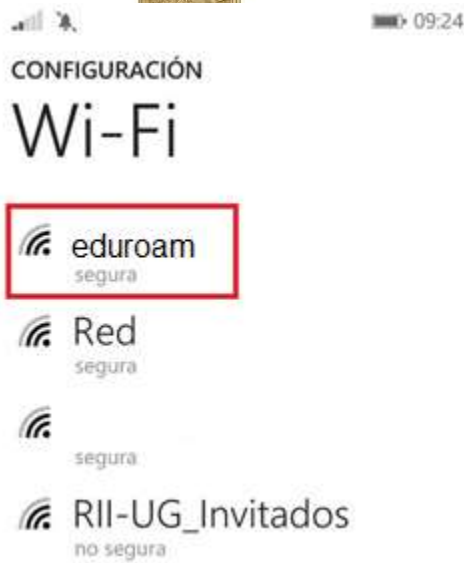 09:24
CONFIGURACIÓN
Wi-Fi
eduroam
segura
Red
segura
segura
RII-UG_Invitados
no segura